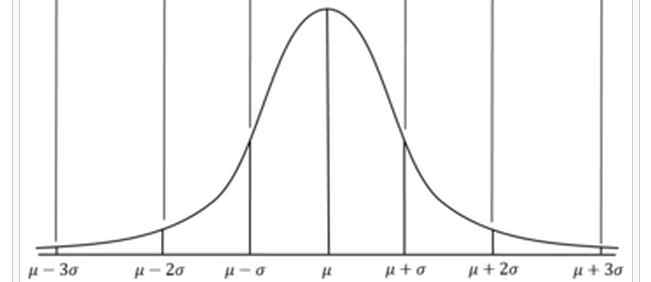 μ − 3σ μ − 2σ μ − σ μ μ + σ μ + 2σ μ + 3σ